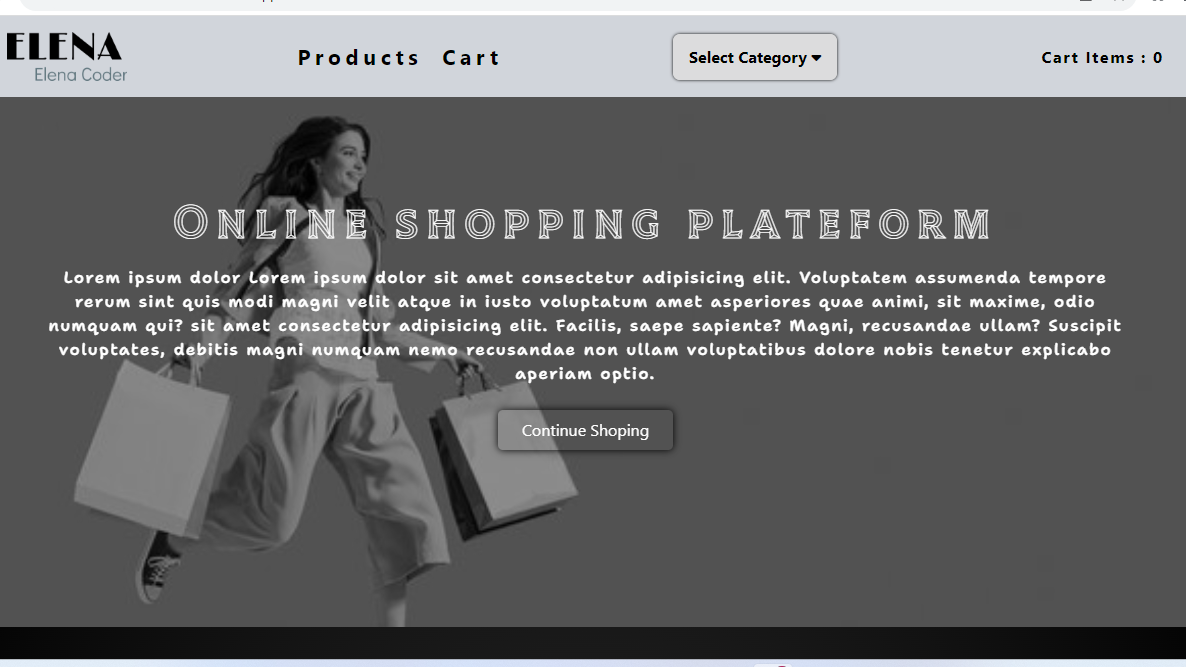 ELENA
Elena Coder
Products Cart
Select Category
Cart Items : 0
Online shopping plateform
Lorem ipsum dolor Lorem ipsum dolor sit amet consectetur adipisicing elit. Voluptatem assumenda tempore
rerum sint quis modi magni velit atque in iusto voluptatum amet asperiores quae animi, sit maxime, odio
numquam qui? sit amet consectetur adipisicing elit. Facilis, saepe sapiente? Magni, recusandae ullam? Suscipit
voluptates, debitis magni numquam nemo recusandae non ullam voluptatibus dolore nobis tenetur explicabo
aperiam optio.
Continue Shoping